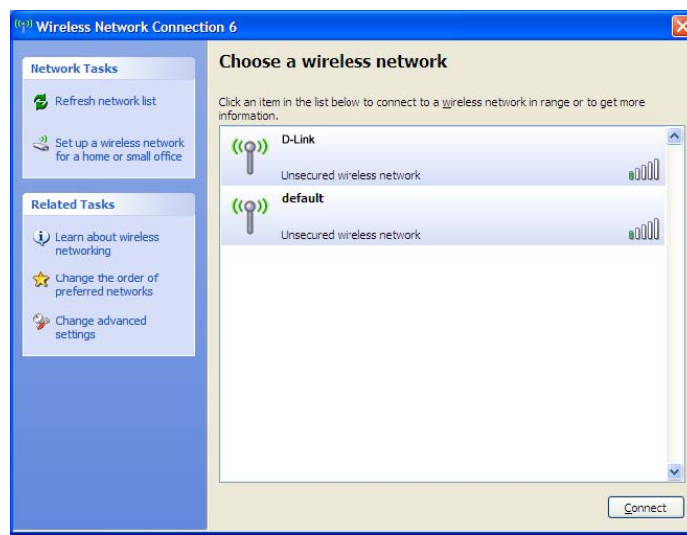 Wireless Network Connection 6
Network Tasks
Refresh network list
Set up a wireless network
for a home or small office
Related Tasks
Learn about wireless
networking
Change the order of
preferred networks
Change advanced
settings
Choose a wireless network
Click an item in the list below to connect to a wireless network in range or to get more
information.
D-Link
Unsecured wireless network
default
Unsecured wireless network
Connect